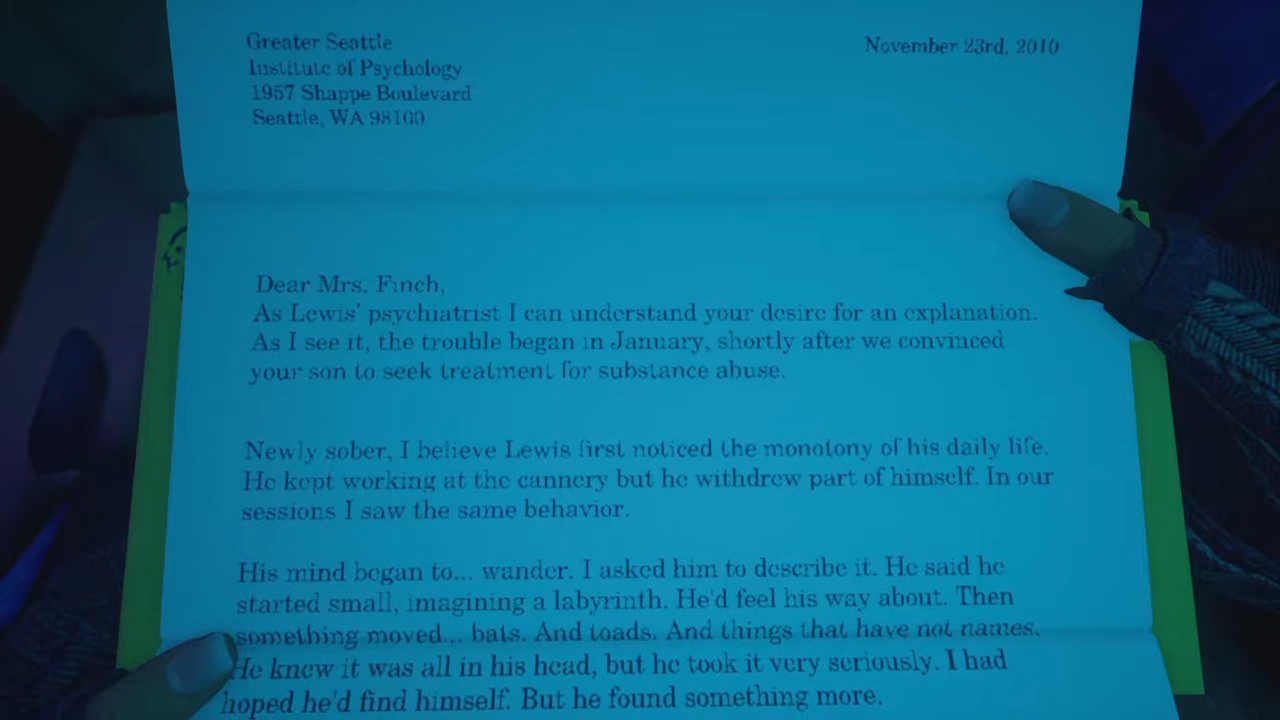 Greater Seattle
November 23rd, 2010
Institute of Psychology
1957 Shappe Boulevard
Seattle, WA 98100
Dear Mrs. Finch,
As Lewis' psychiatrist I can understand your desire for an explanation.
As I see it, the trouble began in January, shortly after we convinced
your son to seek treatment for substance abuse.
Newly sober, I believe Lewis first noticed the monotony of his daily life.
He kept working at the cannery but he withdrew part of himself. In our
sessions I saw the same behavior.
His mind began to... wander. I asked him to describe it. He said he
started small, imagining a labyrinth. He'd feel his way about. Then
something moved... bats. And toads. And things that have not names.
He knew it was all in his head, but he took it very seriously. I had
hoped he'd find himself. But he found something more.